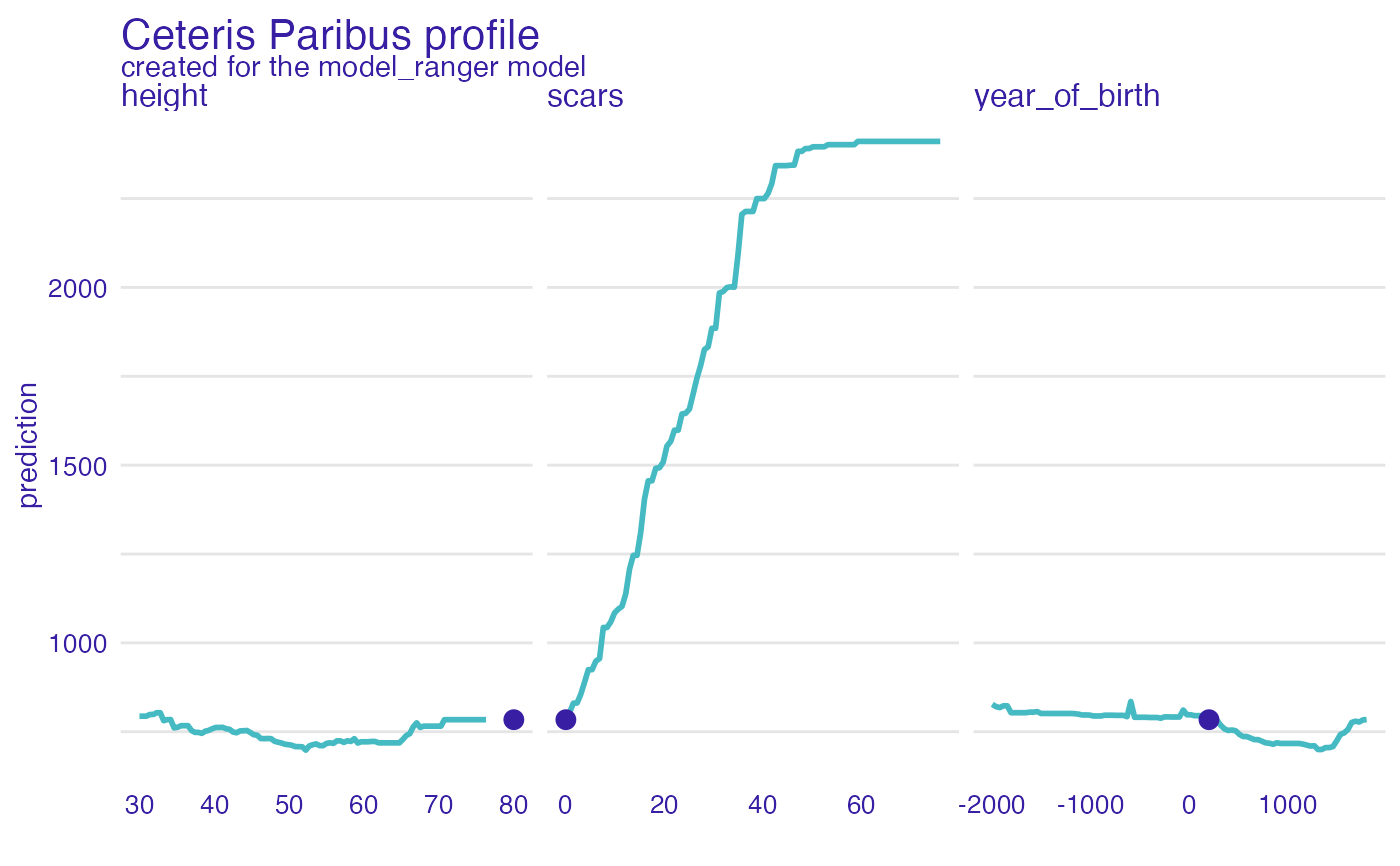 Ceteris Paribus profile
created for the model_ranger model
height scars year_of_birth
prediction
2000
1500
1000
30 40 50 60 70 80 0 20 40 60 -2000 -1000 0 1000